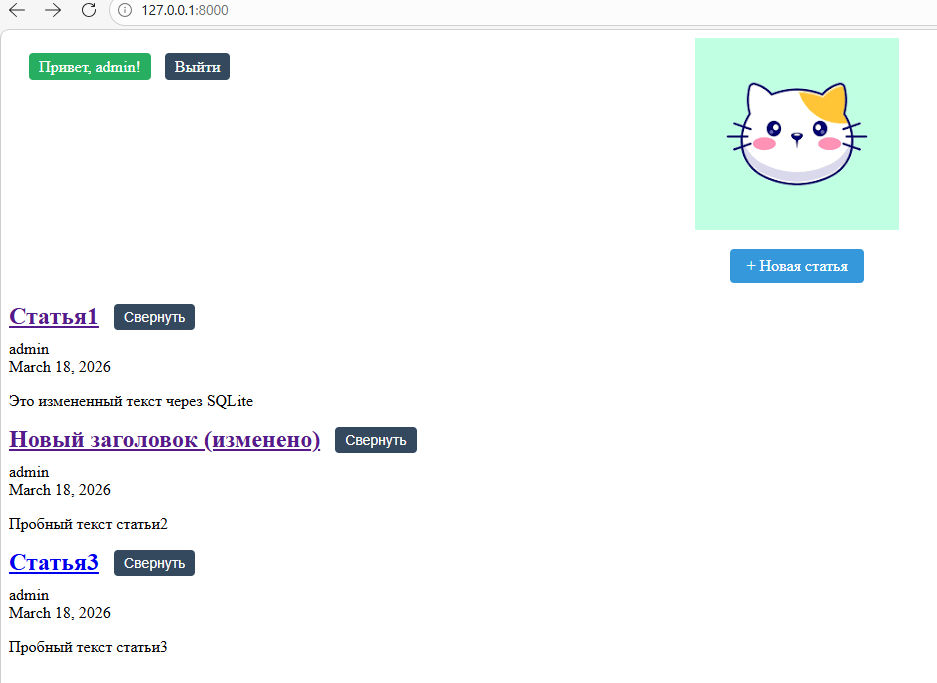 127.0.0.1:8000
Привет, admin! Выйти
+ Новая статья
Статья1 Свернуть
admin
March 18, 2026
Это измененный текст через SQLite
Новый заголовок (изменено) Свернуть
admin
March 18, 2026
Пробный текст статьи2
Статья3 Свернуть
admin
March 18, 2026
Пробный текст статьи3